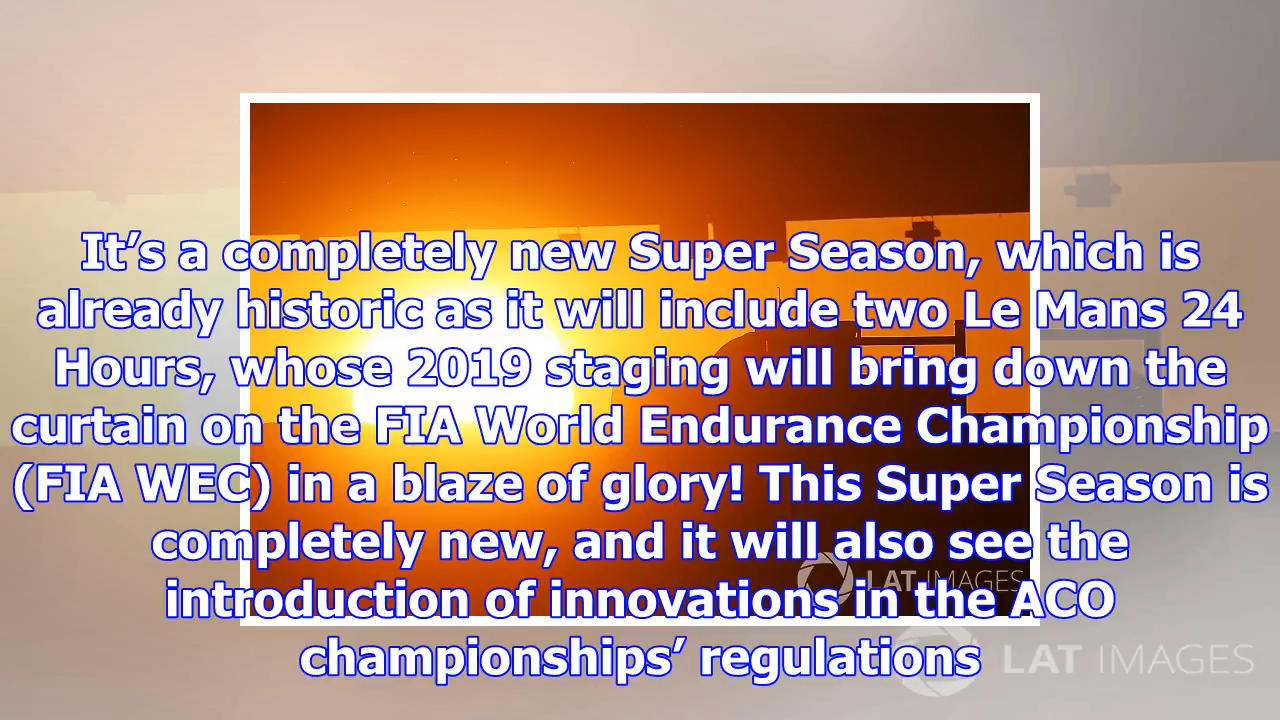 It’s a completely new Super Season, which is
already historic as it will include two Le Mans 24
Hours, whose 2019 staging will bring down the
curtain on the FIA World Endurance Championship
(FIA WEC) in a blaze of glory! This Super Season is
completely new, and it will also see the
introduction of innovations in the ACO
championships’ regulations
LAT IMAGES
LAT IMAGES